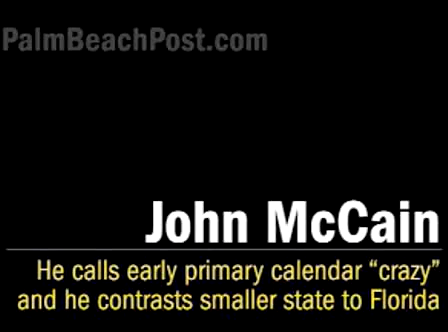 PalmBeachPost.com
John McCain
He calls early primary calendar “crazy”
and he contrasts smaller state to Florida